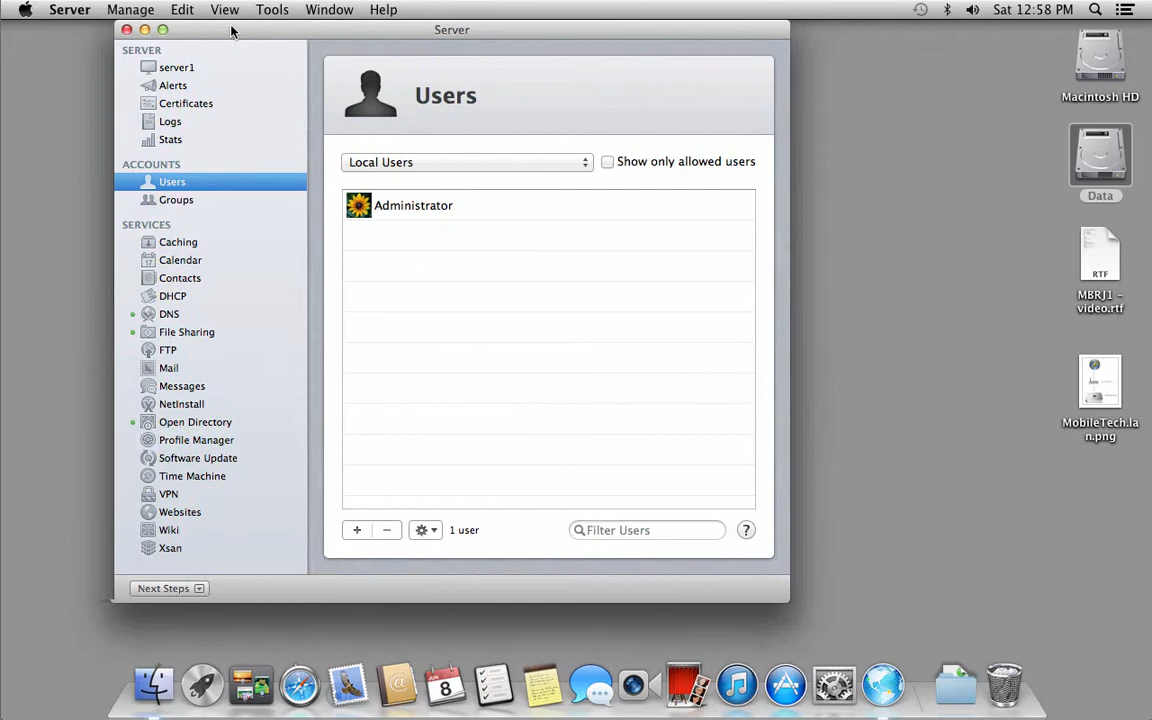 Server Manage Edit View Tools Window Help
Sat 12:58 PM
Server
SERVER
server1
Alerts
Certificates
Logs
Stats
ACCOUNTS
Users
Groups
SERVICES
Caching
Calendar
Contacts
DHCP
DNS
File Sharing
FTP
Mail
Messages
NetInstall
Open Directory
Profile Manager
Software Update
Time Machine
VPN
Websites
Wiki
Xsan
Next Steps
Users
Local Users
Show only allowed users
Administrator
+ − 1 user
Filter Users
?
Macintosh HD
Data
RTF
MBRJ1 –
video.rtf
MobileTech.la
n.png
17
8